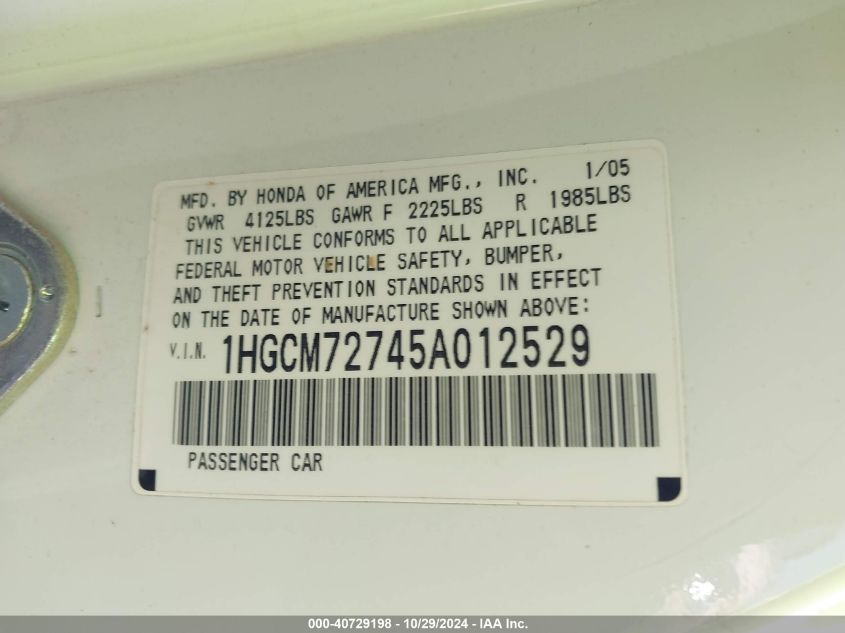 MFD. BY HONDA OF AMERICA MFG., INC. 1/05
GVWR 4125LBS GAWR F 2225LBS R 1985LBS
THIS VEHICLE CONFORMS TO ALL APPLICABLE
FEDERAL MOTOR VEHICLE SAFETY, BUMPER,
AND THEFT PREVENTION STANDARDS IN EFFECT
ON THE DATE OF MANUFACTURE SHOWN ABOVE:
V.I.N. 1HGCM72745A012529
PASSENGER CAR
000-40729198 - 10/29/2024 - IAA Inc.